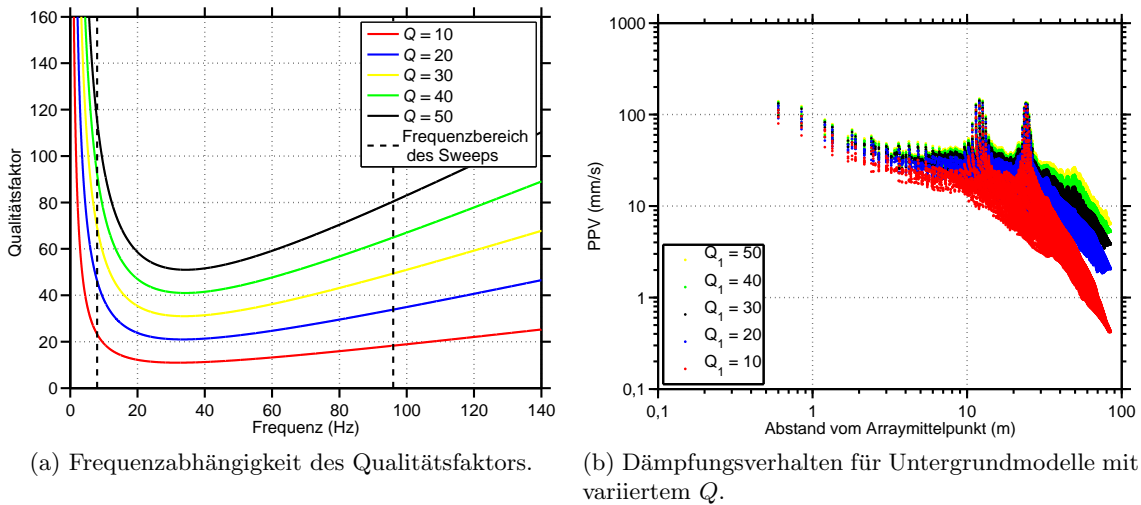 160
140
120
100
80
60
40
20
0
Qualitätsfaktor
0 20 40 60 80 100 120 140
Frequenz (Hz)
Q = 10
Q = 20
Q = 30
Q = 40
Q = 50
Frequenzbereich
des Sweeps
(a) Frequenzabhängigkeit des Qualitätsfaktors.
1000
100
10
1
0,1
PPV (mm/s)
0,1 1 10 100
Abstand vom Arraymittelpunkt (m)
Q₁ = 50
Q₁ = 40
Q₁ = 30
Q₁ = 20
Q₁ = 10
(b) Dämpfungsverhalten für Untergrundmodelle mit
variiertem Q.